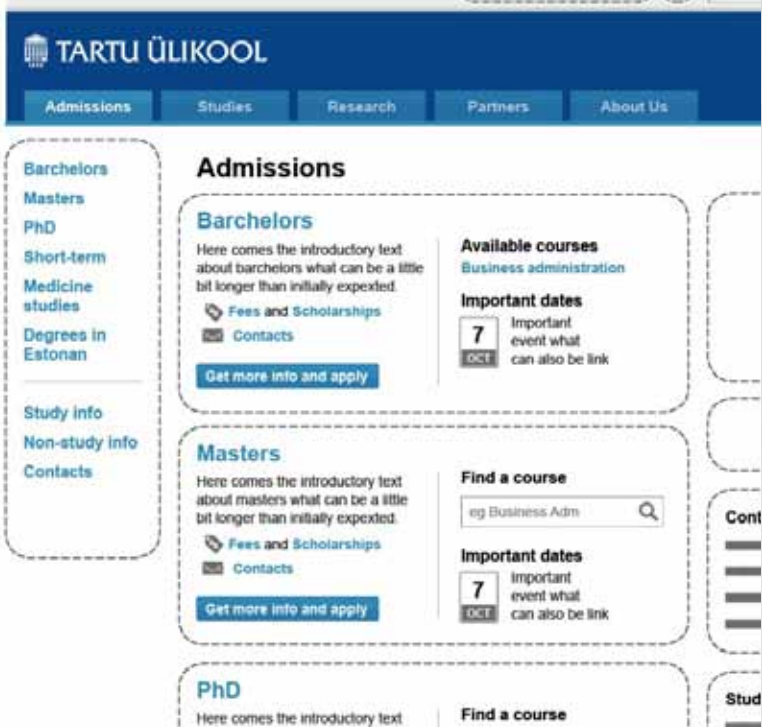 TARTU ÜLIKOOL
Admissions
Studies
Research
Partners
About Us
Barchelors
Masters
PhD
Short-term
Medicine
studies
Degrees in
Estonan
Study info
Non-study info
Contacts
Admissions
Barchelors
Here comes the introductory text
about barchelors what can be a little
bit longer than initially expexted.
Fees and Scholarships
Contacts
Get more info and apply
Available courses
Business administration
Important dates
7
OCT
Important
event what
can also be link
Masters
Here comes the introductory text
about masters what can be a little
bit longer than initially expexted.
Fees and Scholarships
Contacts
Get more info and apply
Find a course
eg Business Adm
Important dates
7
OCT
Important
event what
can also be link
PhD
Here comes the introductory text
Find a course
Cont
Stud